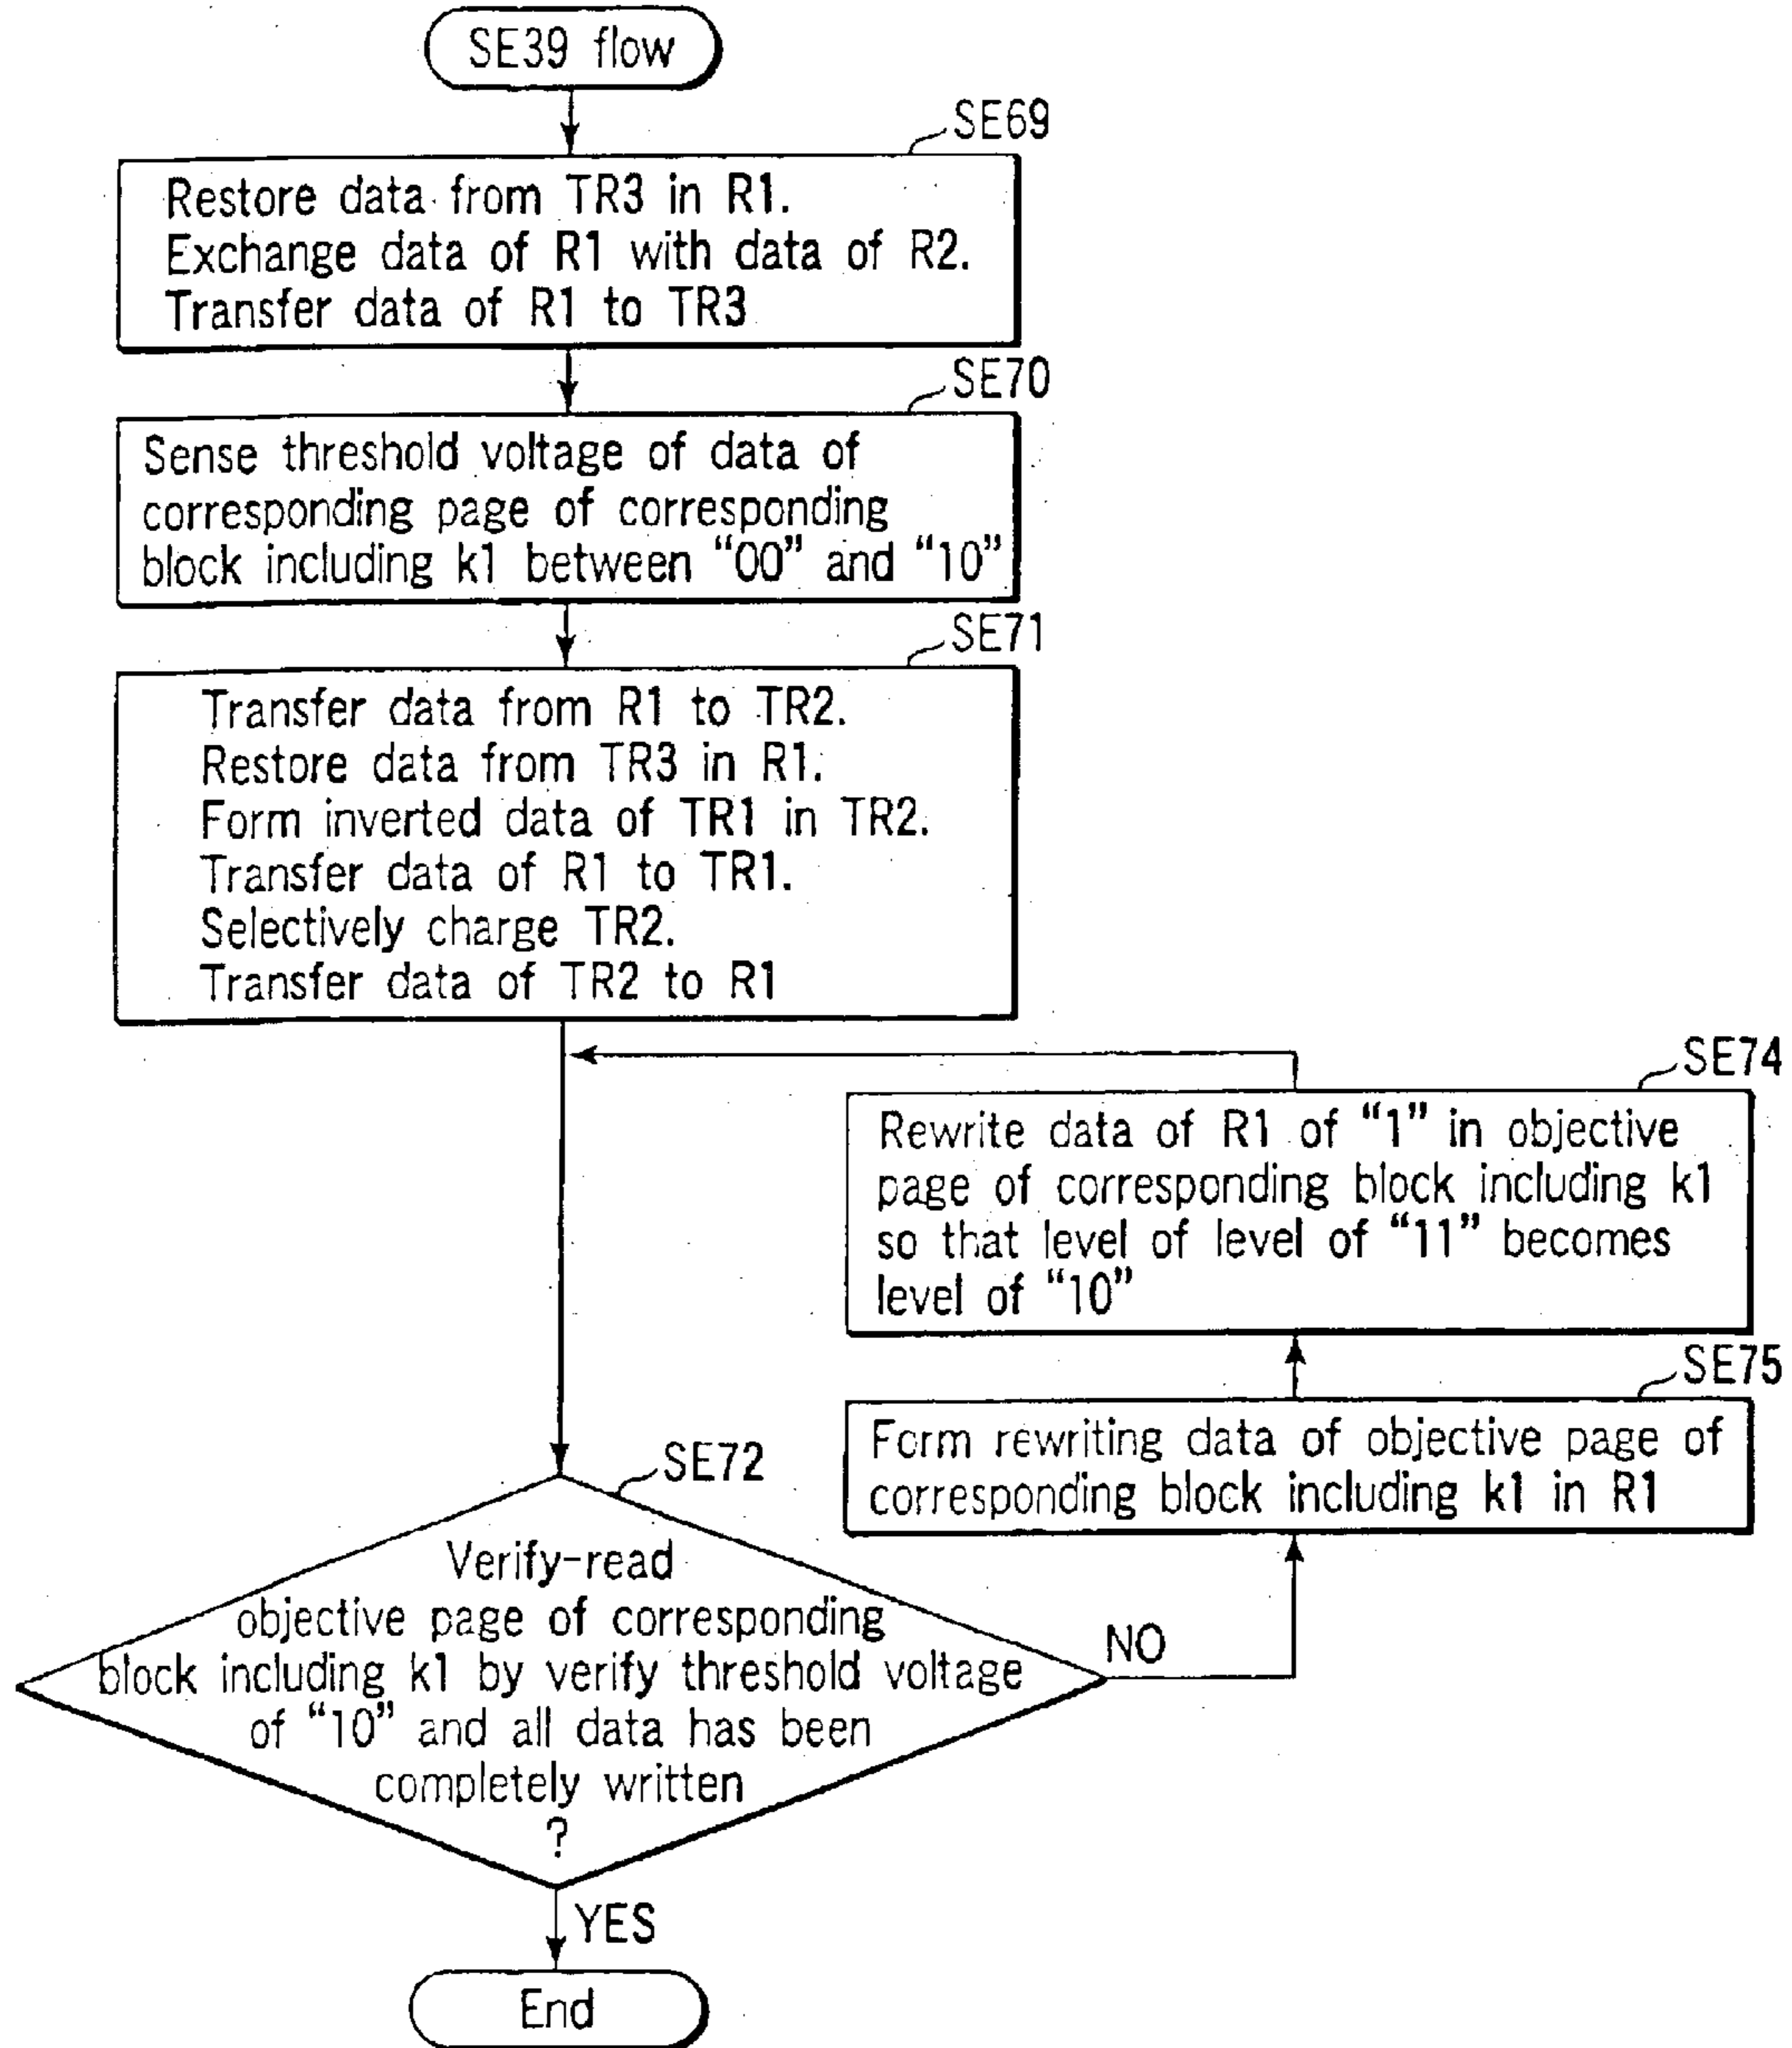 SE39 flow
SE69
Restore data from TR3 in R1.
Exchange data of R1 with data of R2.
Transfer data of R1 to TR3
SE70
Sense threshold voltage of data of
corresponding page of corresponding
block including k1 between “00” and “10”
SE71
Transfer data from R1 to TR2.
Restore data from TR3 in R1.
Form inverted data of TR1 in TR2.
Transfer data of R1 to TR1.
Selectively charge TR2.
Transfer data of TR2 to R1
SE74
Rewrite data of R1 of “1” in objective
page of corresponding block including k1
so that level of level of “11” becomes
level of “10”
SE75
Form rewriting data of objective page of
corresponding block including k1 in R1
SE72
Verify-read
objective page of corresponding
block including k1 by verify threshold voltage
of “10” and all data has been
completely written
?
NO
YES
End